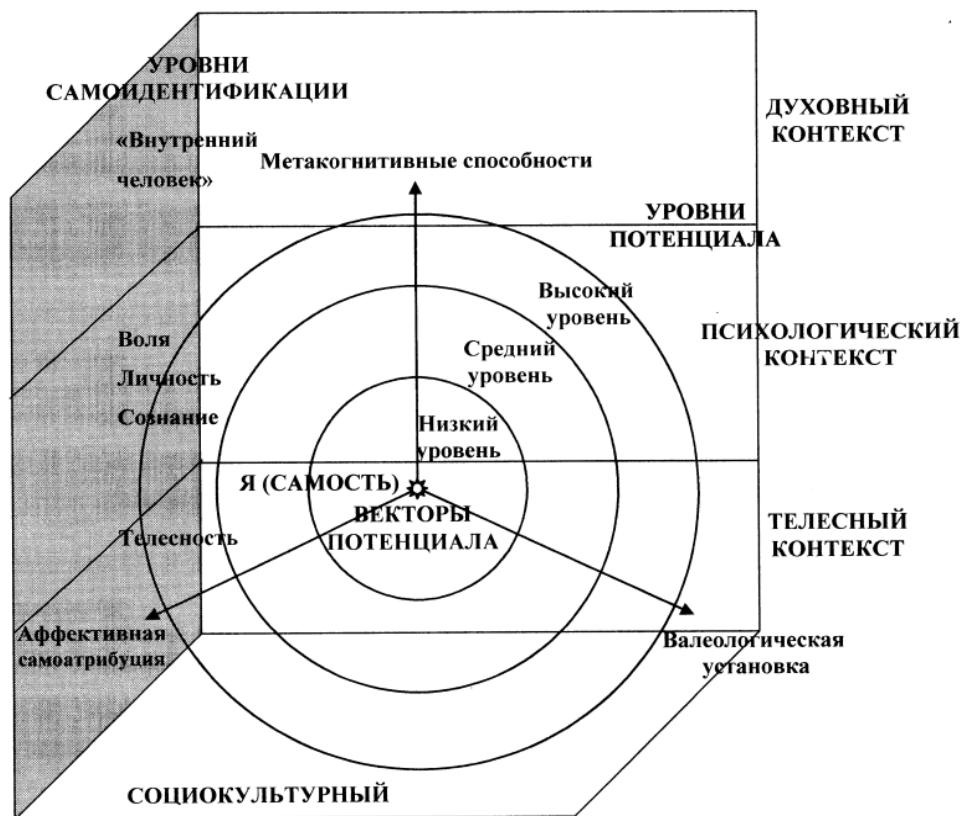 УРОВНИ
САМОИДЕНТИФИКАЦИИ
«Внутренний
человек»
Метакогнитивные способности
ДУХОВНЫЙ
КОНТЕКСТ
УРОВНИ
ПОТЕНЦИАЛА
Высокий
уровень
Средний
уровень
Низкий
уровень
ПСИХОЛОГИЧЕСКИЙ
КОНТЕКСТ
Воля
Личность
Сознание
Я (САМОСТЬ)
ВЕКТОРЫ
ПОТЕНЦИАЛА
Телесность
ТЕЛЕСНЫЙ
КОНТЕКСТ
Аффективная
самоатрибуция
Валеологическая
установка
СОЦИОКУЛЬТУРНЫЙ